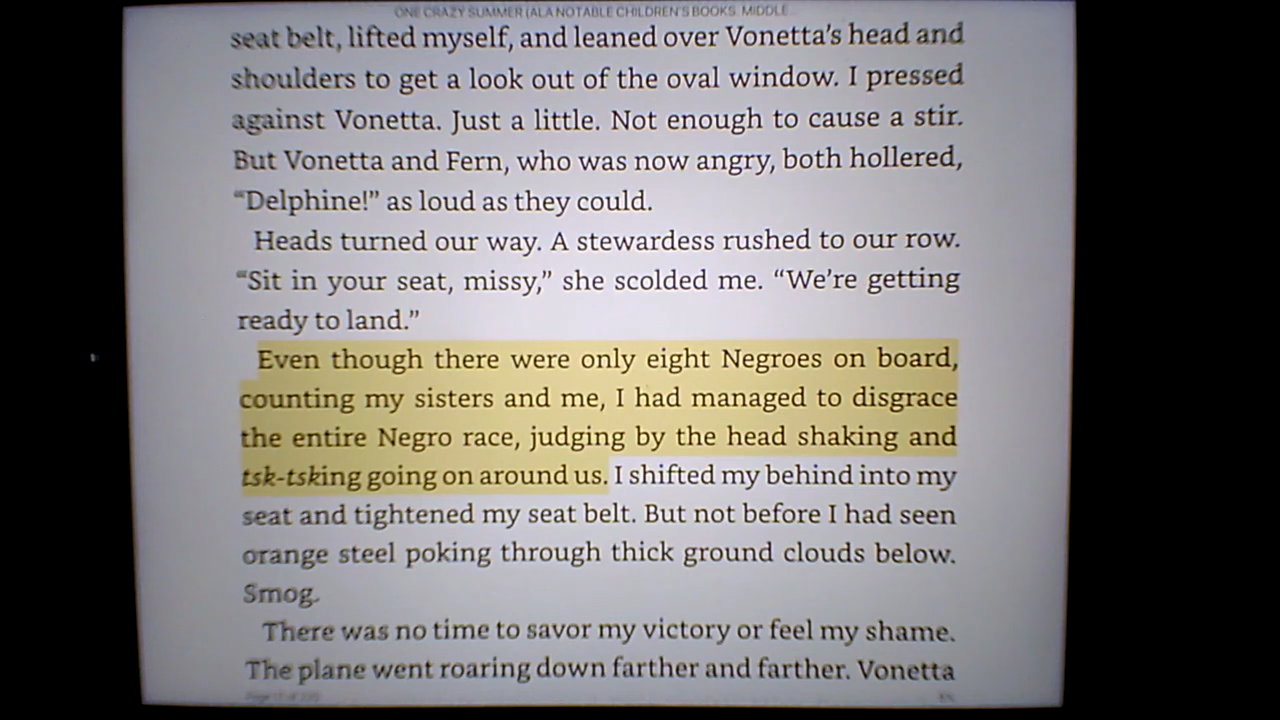 ONE CRAZY SUMMER (ALA NOTABLE CHILDREN'S BOOKS. MIDDLE
seat belt, lifted myself, and leaned over Vonetta’s head and
shoulders to get a look out of the oval window. I pressed
against Vonetta. Just a little. Not enough to cause a stir.
But Vonetta and Fern, who was now angry, both hollered,
“Delphine!” as loud as they could.
Heads turned our way. A stewardess rushed to our row.
“Sit in your seat, missy,” she scolded me. “We’re getting
ready to land.”
Even though there were only eight Negroes on board,
counting my sisters and me, I had managed to disgrace
the entire Negro race, judging by the head shaking and
tsk-tsking going on around us. I shifted my behind into my
seat and tightened my seat belt. But not before I had seen
orange steel poking through thick ground clouds below.
Smog.
There was no time to savor my victory or feel my shame.
The plane went roaring down farther and farther. Vonetta